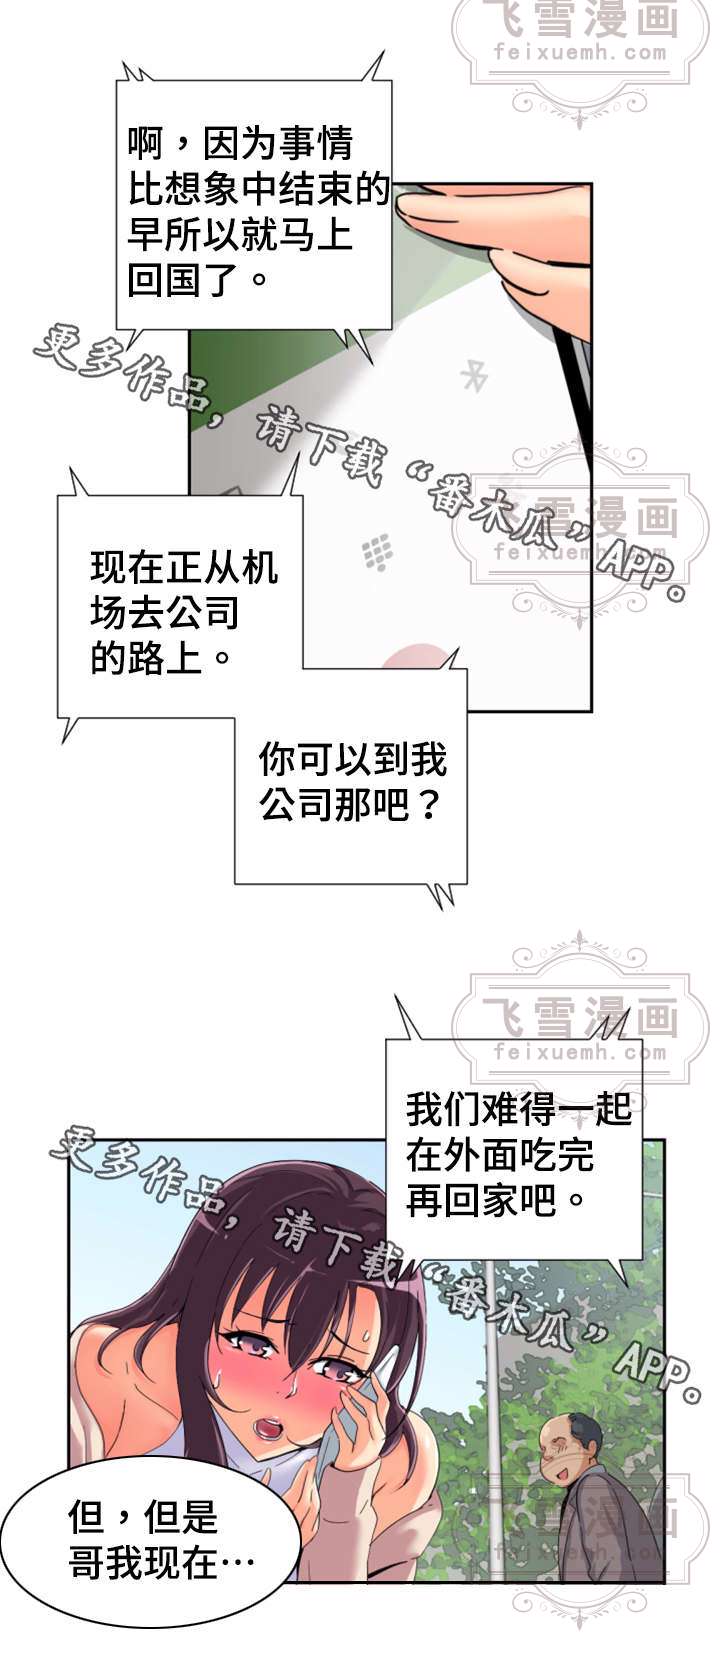 飞雪漫画
feixuemh.com
啊，因为事情
比想象中结束的
早所以就马上
回国了。
更多作品，请下载“番木瓜”APP。
飞雪漫画
feixuemh.com
现在正从机
场去公司
的路上。
你可以到我
公司那吧？
飞雪漫画
feixuemh.com
我们难得一起
在外面吃完
再回家吧。
更多作品，请下载“番木瓜”APP。
但，但是
哥我现在…
飞雪漫画
feixuemh.com